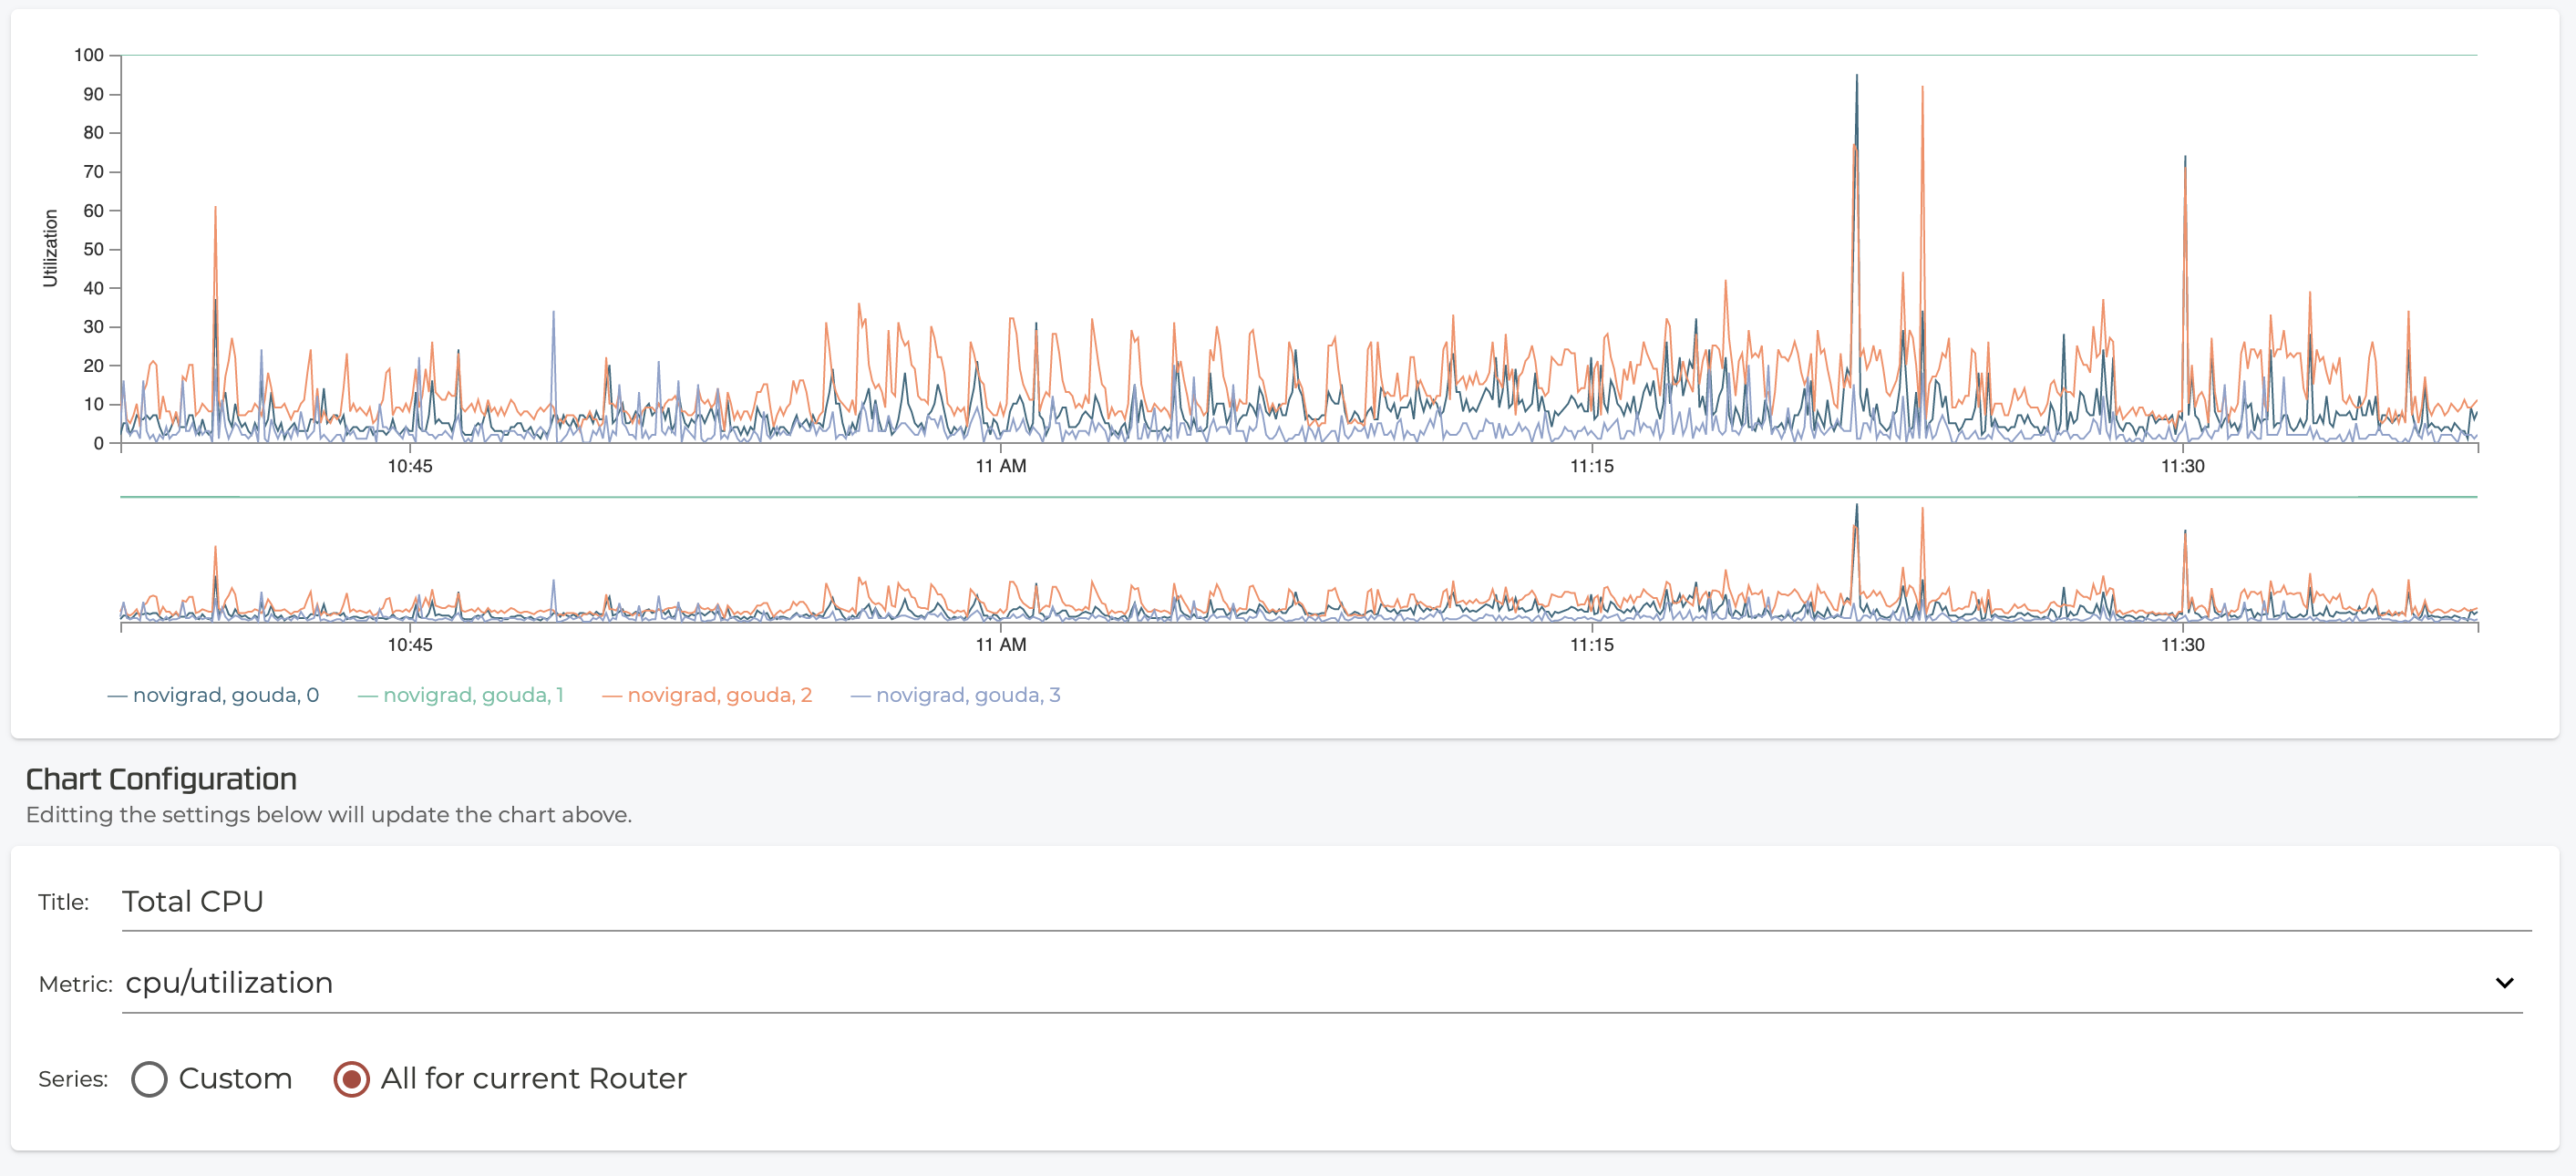 100
90
80
70
60
50
40
30
20
10
0
Utilization
10:45 11 AM 11:15 11:30
10:45 11 AM 11:15 11:30
novigrad, gouda, 0 novigrad, gouda, 1 novigrad, gouda, 2 novigrad, gouda, 3
Chart Configuration
Editting the settings below will update the chart above.
Title: Total CPU
Metric: cpu/utilization
Series: Custom All for current Router